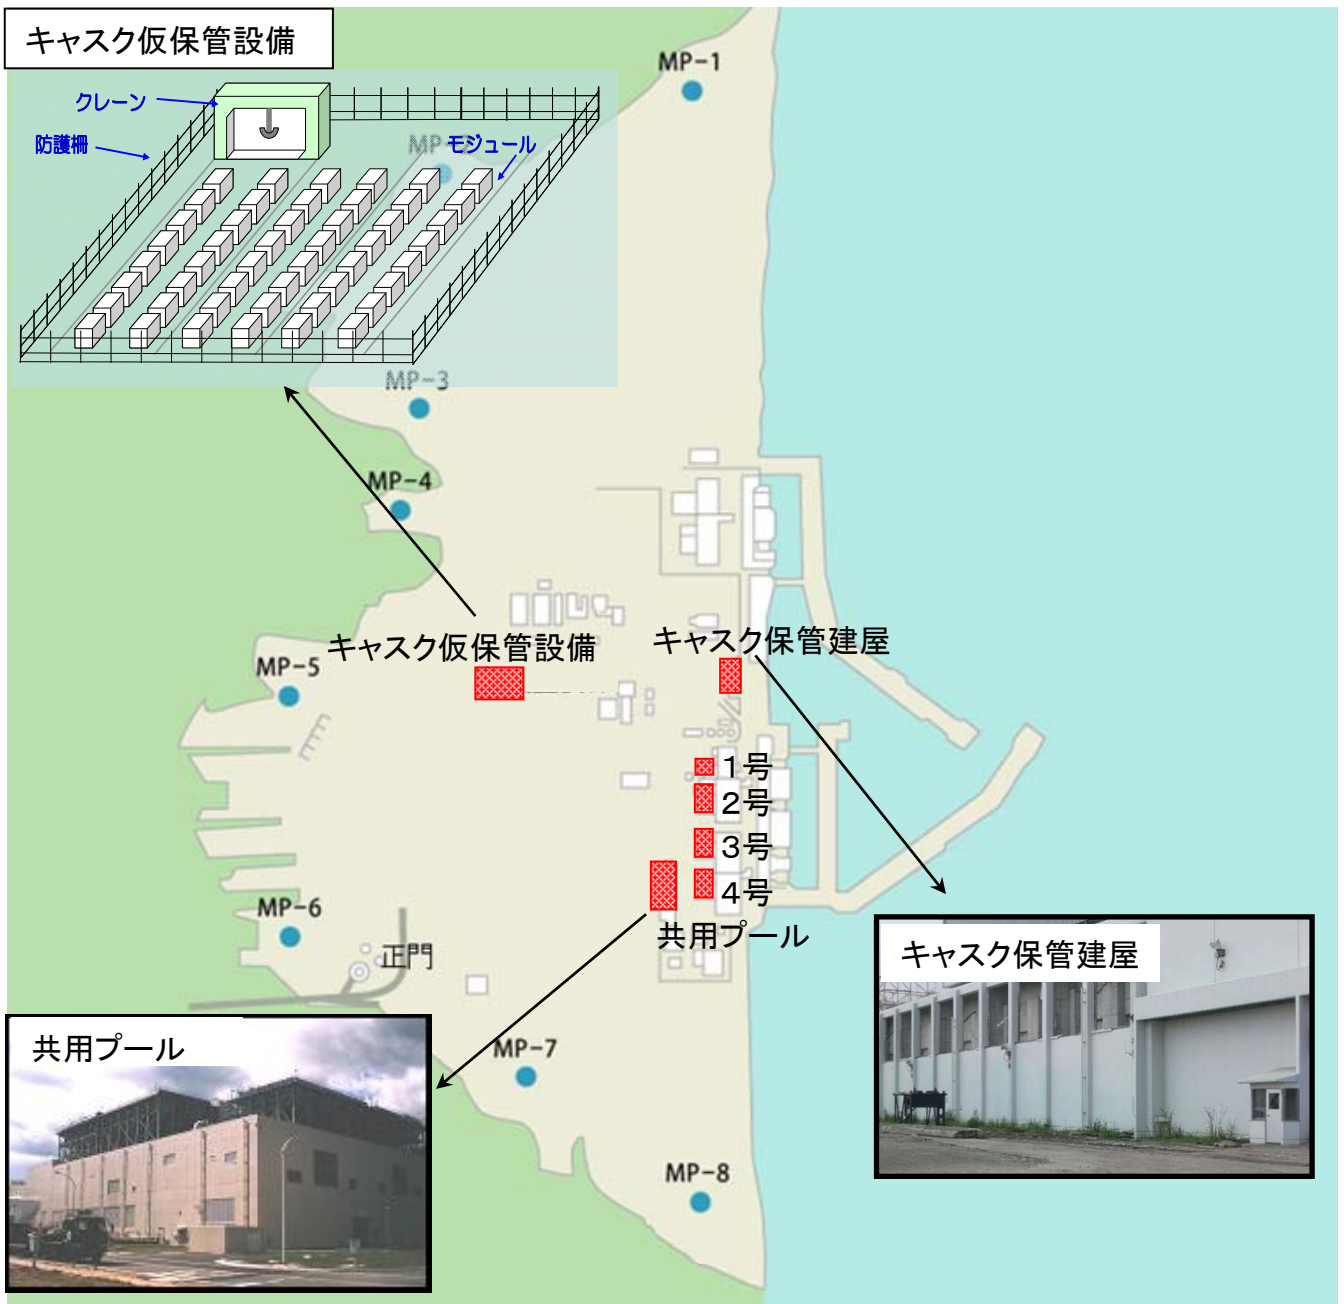 キャスク仮保管設備
MP-1
クレーン
防護柵
MP-2
モジュール
MP-3
MP-4
キャスク仮保管設備
キャスク保管建屋
MP-5
1号
2号
3号
4号
MP-6
共用プール
正門
キャスク保管建屋
共用プール
MP-7
MP-8